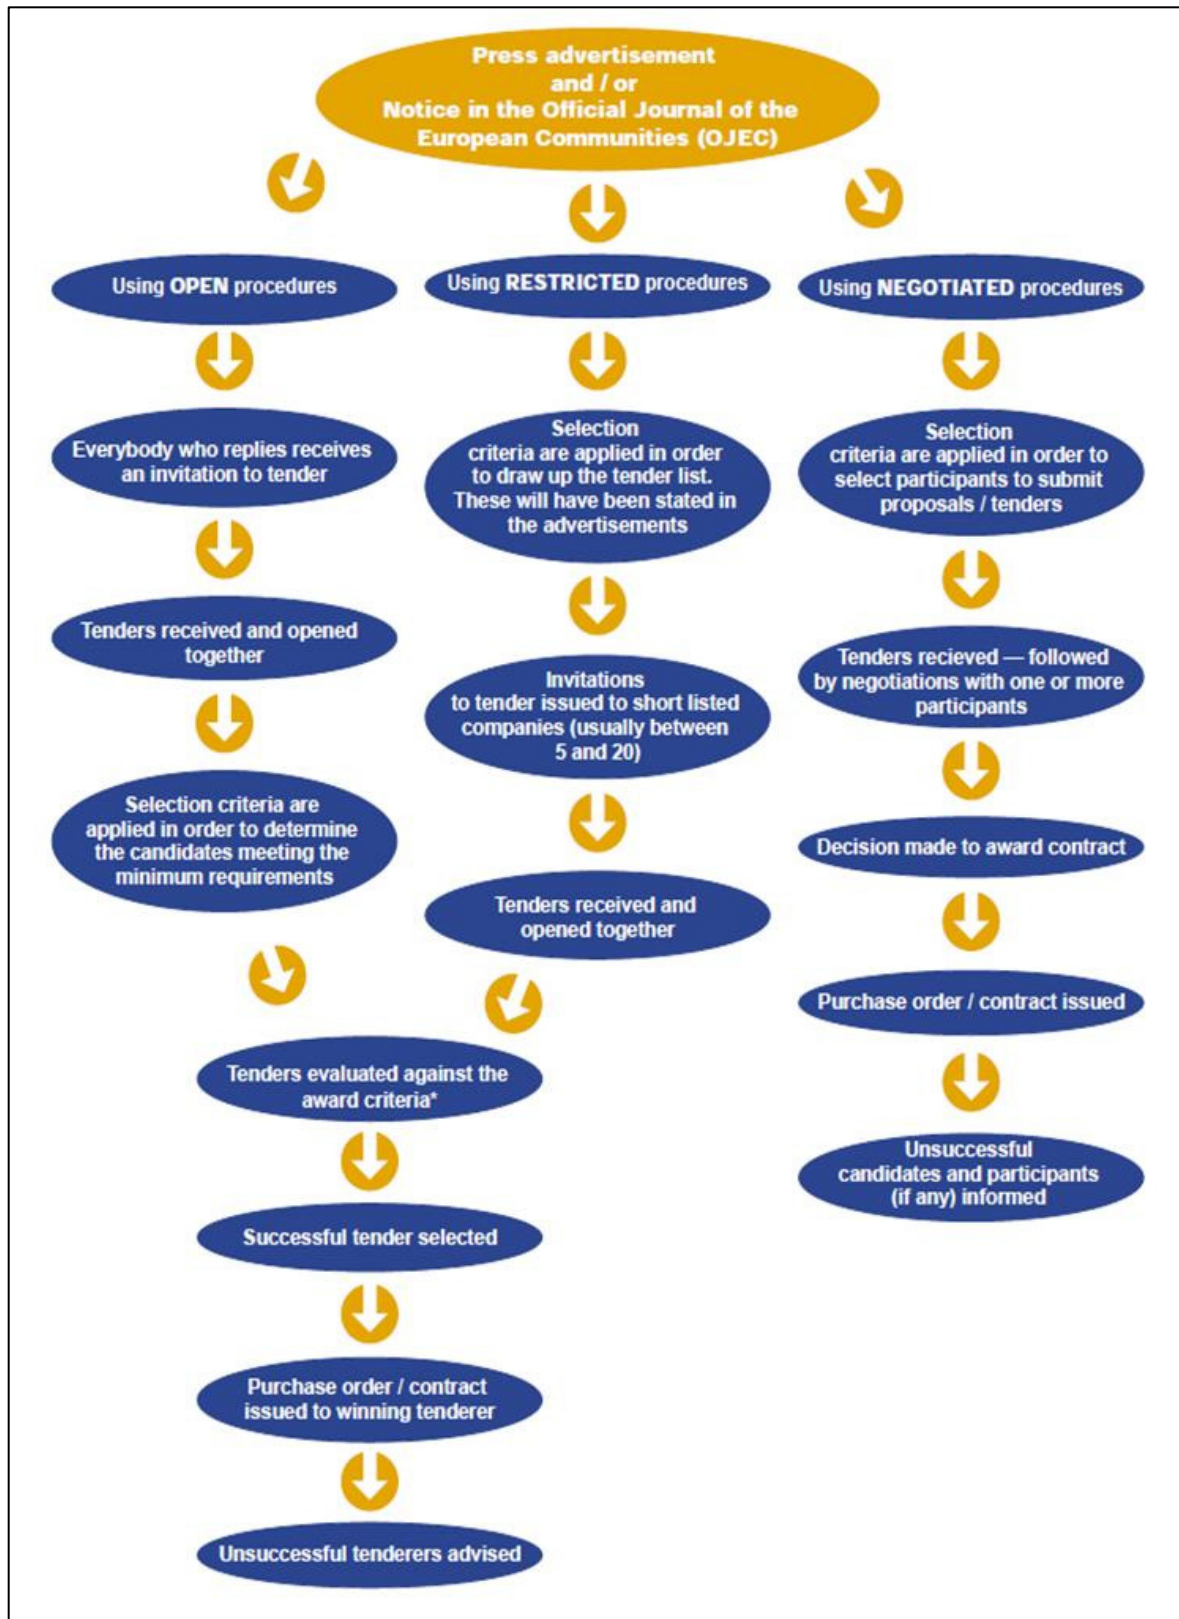 Press advertisement
and / or
Notice in the Official Journal of the
European Communities (OJEC)
Using OPEN procedures
Everybody who replies receives
an invitation to tender
Tenders received and opened
together
Selection criteria are
applied in order to determine
the candidates meeting the
minimum requirements
Using RESTRICTED procedures
Selection
criteria are applied in order
to draw up the tender list.
These will have been stated in
the advertisements
Invitations
to tender issued to short listed
companies (usually between
5 and 20)
Tenders received and
opened together
Tenders evaluated against the
award criteria*
Successful tender selected
Purchase order / contract
issued to winning tenderer
Unsuccessful tenderers advised
Using NEGOTIATED procedures
Selection
criteria are applied in order to
select participants to submit
proposals / tenders
Tenders recieved — followed
by negotiations with one or more
participants
Decision made to award contract
Purchase order / contract issued
Unsuccessful
candidates and participants
(if any) informed